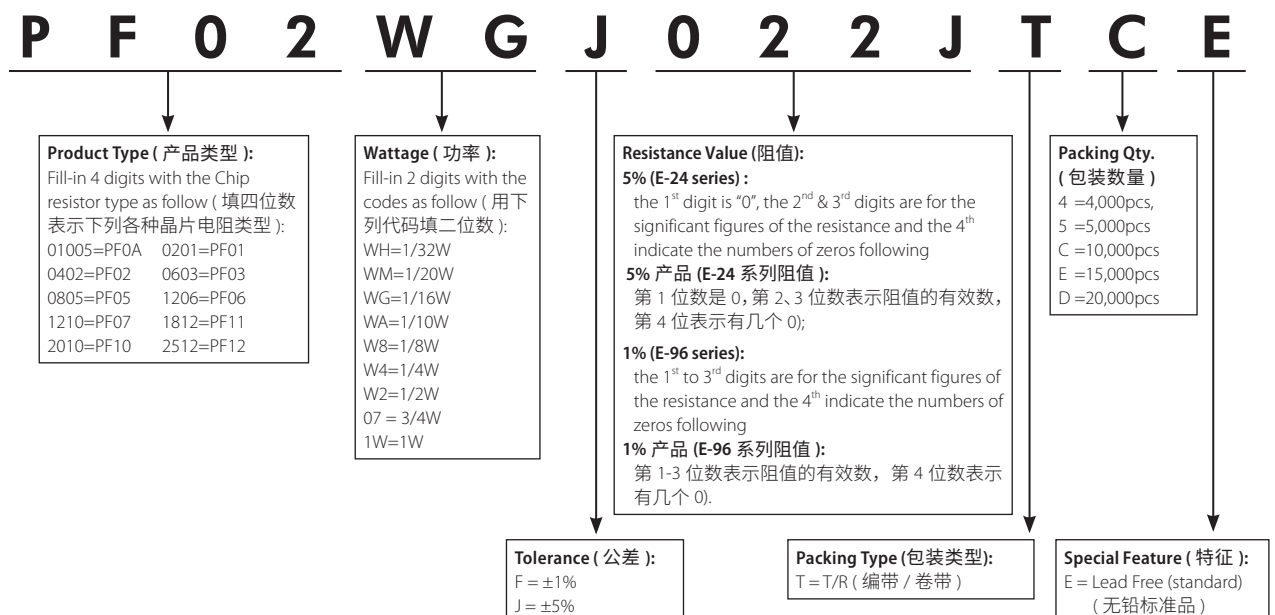 P F 0 2 W G J 0 2 2 J T C E
Product Type ( 产品类型 ):
Fill-in 4 digits with the Chip
resistor type as follow ( 填四位数
表示下列各种晶片电阻类型 ):
01005=PF0A 0201=PF01
0402=PF02 0603=PF03
0805=PF05 1206=PF06
1210=PF07 1812=PF11
2010=PF10 2512=PF12
Wattage ( 功率 ):
Fill-in 2 digits with the
codes as follow ( 用下
列代码填二位数 ):
WH=1/32W
WM=1/20W
WG=1/16W
WA=1/10W
W8=1/8W
W4=1/4W
W2=1/2W
07 = 3/4W
1W=1W
Resistance Value (阻值):
5% (E-24 series) :
the 1st digit is “0”, the 2nd & 3rd digits are for the
significant figures of the resistance and the 4th
indicate the numbers of zeros following
5% 产品 (E-24 系列阻值 ):
第 1 位数是 0，第 2、3 位数表示阻值的有效数，
第 4 位表示有几个 0);
1% (E-96 series):
the 1st to 3rd digits are for the significant figures of
the resistance and the 4th indicate the numbers of
zeros following
1% 产品 (E-96 系列阻值 ):
第 1-3 位数表示阻值的有效数，第 4 位数表示
有几个 0).
Packing Qty.
( 包装数量 )
4 =4,000pcs,
5 =5,000pcs
C =10,000pcs
E =15,000pcs
D =20,000pcs
Tolerance ( 公差 ):
F = ±1%
J = ±5%
Packing Type (包装类型):
T = T/R ( 编带 / 卷带 )
Special Feature ( 特征 ):
E = Lead Free (standard)
( 无铅标准品 )